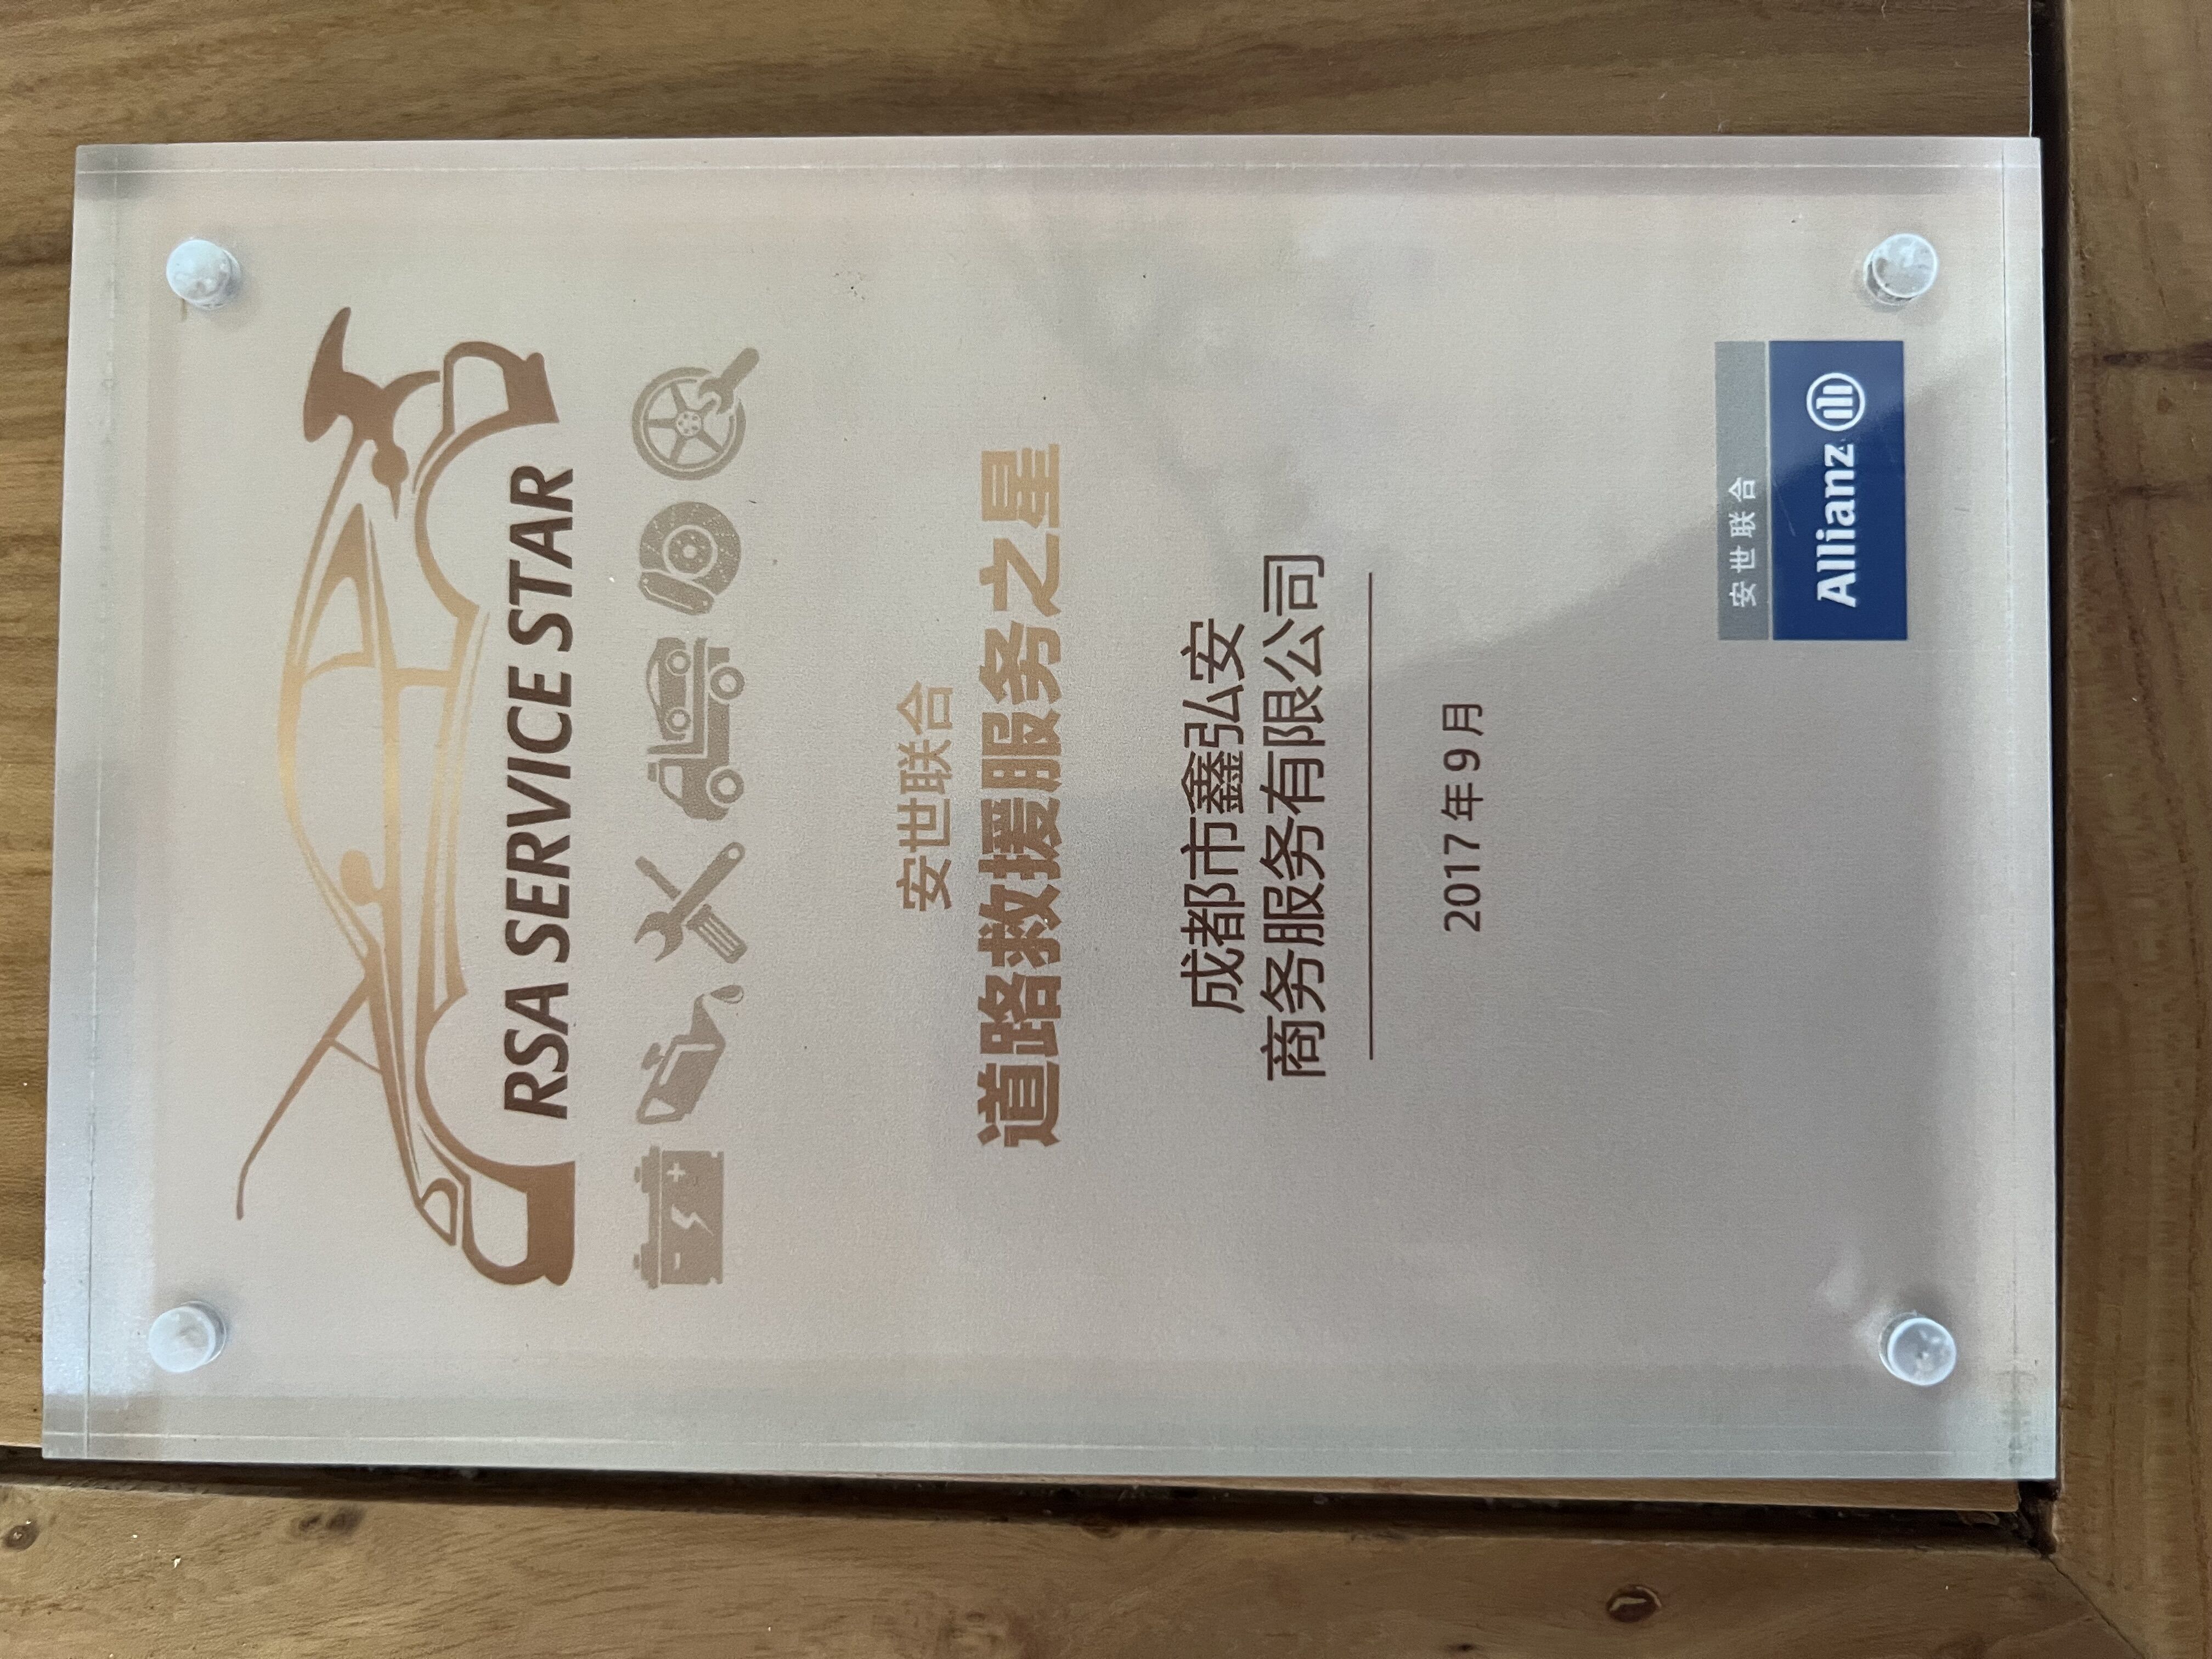 RSA SERVICE STAR
安世联合
道路救援服务之星
成都市鑫弘安
商务服务有限公司
2017年9月
安世联合
Allianz